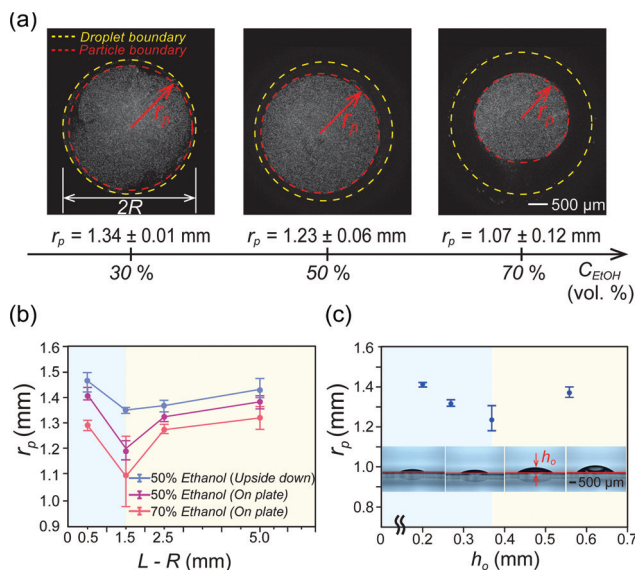 (a)
Droplet boundary
Particle boundary
r_p
r_p
r_p
2R
500 μm
r_p = 1.34 ± 0.01 mm
r_p = 1.23 ± 0.06 mm
r_p = 1.07 ± 0.12 mm
30 %
50 %
70 %
C_EtOH
(vol. %)
(b)
1.6
1.5
1.4
1.3
1.2
1.1
1.0
0.9
r_p (mm)
50% Ethanol (Upside down)
50% Ethanol (On plate)
70% Ethanol (On plate)
0 0.5 1.5 2.5 5.0
L - R (mm)
(c)
1.6
1.4
1.2
1.0
0.8
r_p (mm)
h_o
500 μm
0 0.2 0.3 0.4 0.5 0.6 0.7
h_o (mm)